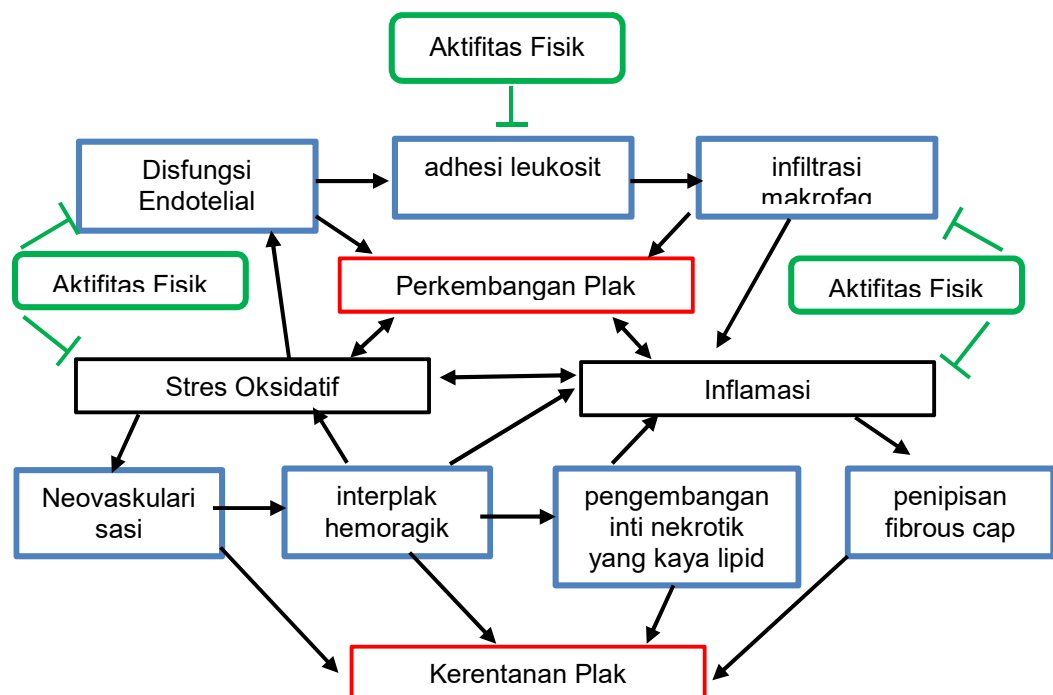 Aktifitas Fisik
Disfungsi
Endotelial
adhesi leukosit
infiltrasi
makrofag
Aktifitas Fisik
Perkembangan Plak
Aktifitas Fisik
Stres Oksidatif
Inflamasi
Neovaskulari
sasi
interplak
hemoragik
pengembangan
inti nekrotik
yang kaya lipid
penipisan
fibrous cap
Kerentanan Plak